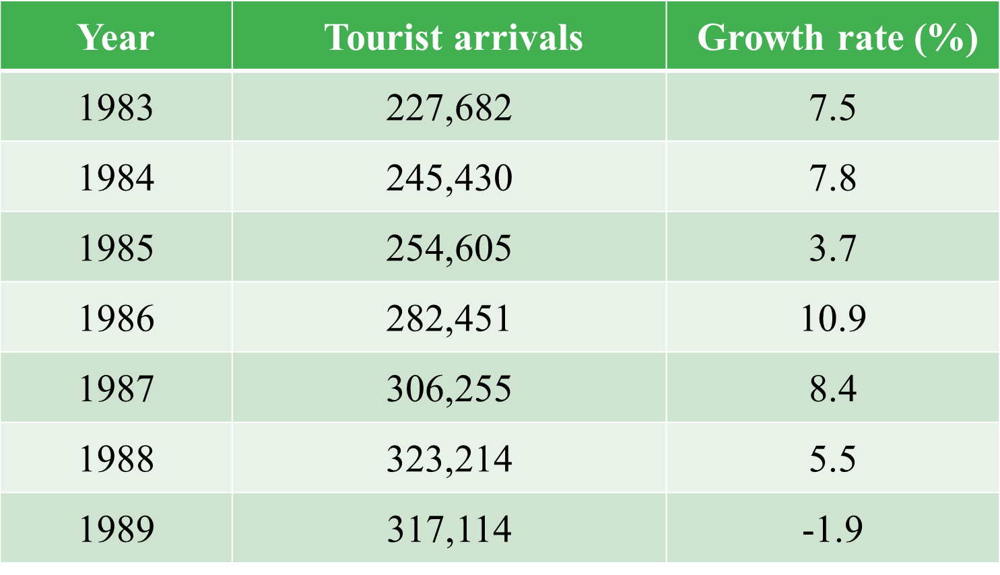 Year Tourist arrivals Growth rate (%)
1983 227,682 7.5
1984 245,430 7.8
1985 254,605 3.7
1986 282,451 10.9
1987 306,255 8.4
1988 323,214 5.5
1989 317,114 -1.9